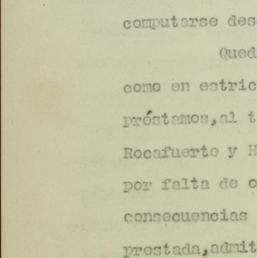 computarse des
Qued
como en estric
préstamos,al t
Rocafuerte y H
por falta de o
consecuencias
prestada,admit